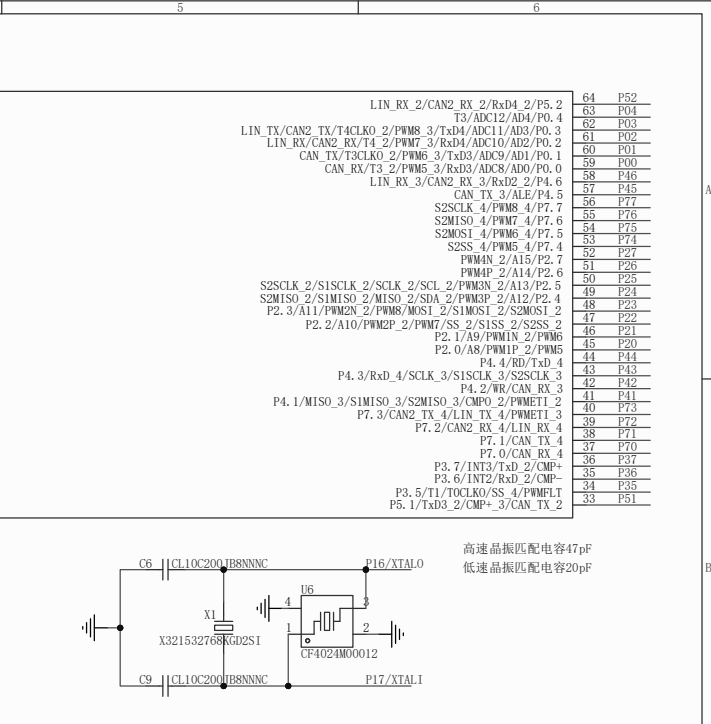 5 6
LIN_RX_2/CAN2_RX_2/RxD4_2/P5.2 64 P52
T3/ADC12/AD4/P0.4 63 P04
LIN_TX/CAN2_TX/T4CLKO_2/PWM8_3/TxD4/ADC11/AD3/P0.3 62 P03
LIN_RX/CAN2_RX/T4_2/PWM7_3/RxD4/ADC10/AD2/P0.2 61 P02
CAN_TX/T3CLKO_2/PWM6_3/TxD3/ADC9/AD1/P0.1 60 P01
CAN_RX/T3_2/PWM5_3/RxD3/ADC8/AD0/P0.0 59 P00
LIN_RX_3/CAN2_RX_3/RxD2_2/P4.6 58 P46
CAN_TX_3/ALE/P4.5 57 P45
A
S2SCLK_4/PWM8_4/P7.7 56 P77
S2MISO_4/PWM7_4/P7.6 55 P76
S2MOSI_4/PWM6_4/P7.5 54 P75
S2SS_4/PWM5_4/P7.4 53 P74
PWM4N_2/A15/P2.7 52 P27
PWM4P_2/A14/P2.6 51 P26
S2SCLK_2/S1SCLK_2/SCLK_2/SCL_2/PWM3N_2/A13/P2.5 50 P25
S2MISO_2/S1MISO_2/MISO_2/SDA_2/PWM3P_2/A12/P2.4 49 P24
P2.3/A11/PWM2N_2/PWM8/MOSI_2/S1MOSI_2/S2MOSI_2 48 P23
P2.2/A10/PWM2P_2/PWM7/SS_2/S1SS_2/S2SS_2 47 P22
P2.1/A9/PWM1N_2/PWM6 46 P21
P2.0/A8/PWM1P_2/PWM5 45 P20
P4.4/RD/TxD_4 44 P44
P4.3/RxD_4/SCLK_3/S1SCLK_3/S2SCLK_3 43 P43
P4.2/WR/CAN_RX_3 42 P42
P4.1/MISO_3/S1MISO_3/S2MISO_3/CMPO_2/PWMETI_2 41 P41
P7.3/CAN2_TX_4/LIN_TX_4/PWMETI_3 40 P73
P7.2/CAN2_RX_4/LIN_RX_4 39 P72
P7.1/CAN_TX_4 38 P71
P7.0/CAN_RX_4 37 P70
P3.7/INT3/TxD_2/CMP+ 36 P37
P3.6/INT2/RxD_2/CMP- 35 P36
P3.5/T1/T0CLKO/SS_4/PWMFLT 34 P35
P5.1/TxD3_2/CMP+_3/CAN_TX_2 33 P51
高速晶振匹配电容47pF
低速晶振匹配电容20pF
B
C6 CL10C200JB8NNNC P16/XTALO
U6
4 3
X1
1 2
X321532768KGD2SI
CF4024M00012
C9 CL10C200JB8NNNC P17/XTALI